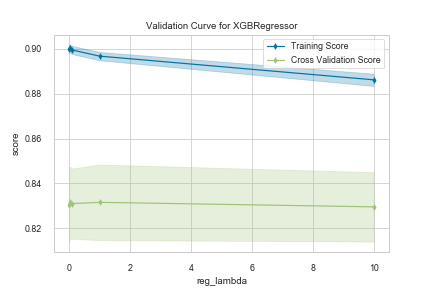 Validation Curve for XGBRegressor
Training Score
Cross Validation Score
score
0.90
0.88
0.86
0.84
0.82
0 2 4 6 8 10
reg_lambda